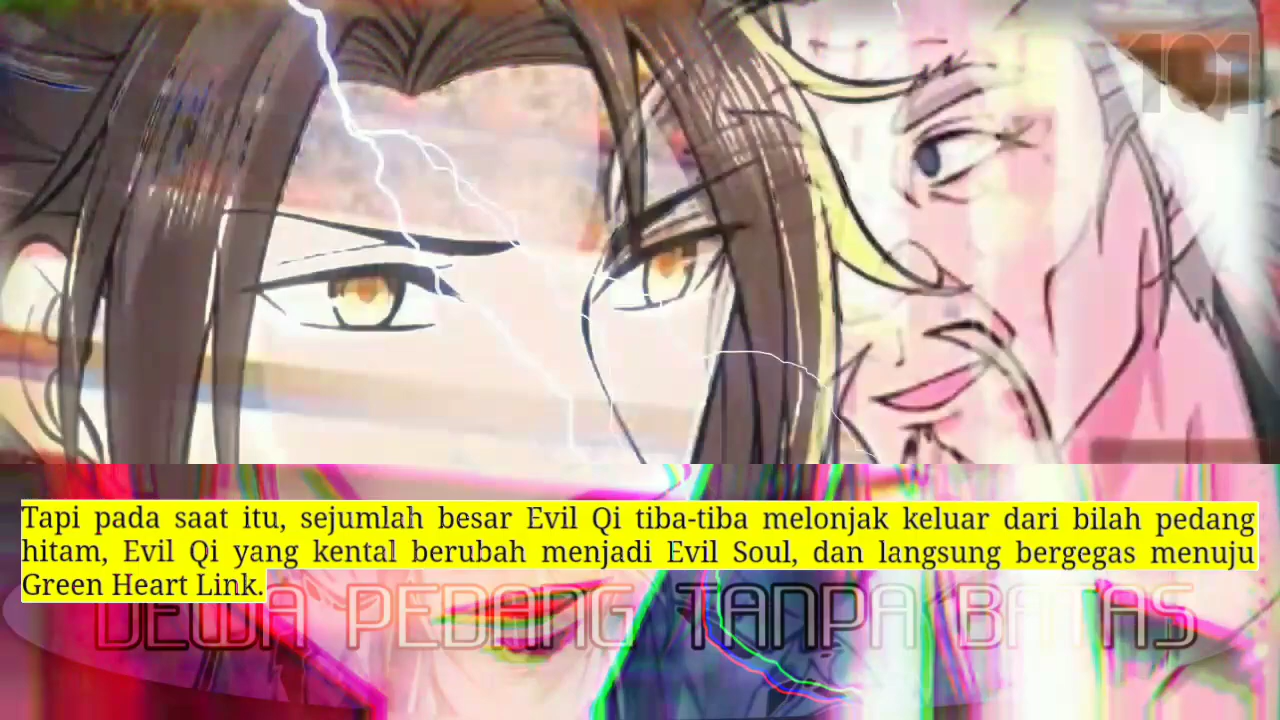 101
Tapi pada saat itu, sejumlah besar Evil Qi tiba-tiba melonjak keluar dari bilah pedang
hitam, Evil Qi yang kental berubah menjadi Evil Soul, dan langsung bergegas menuju
Green Heart Link.
DEWA PEDANG TANPA BATAS